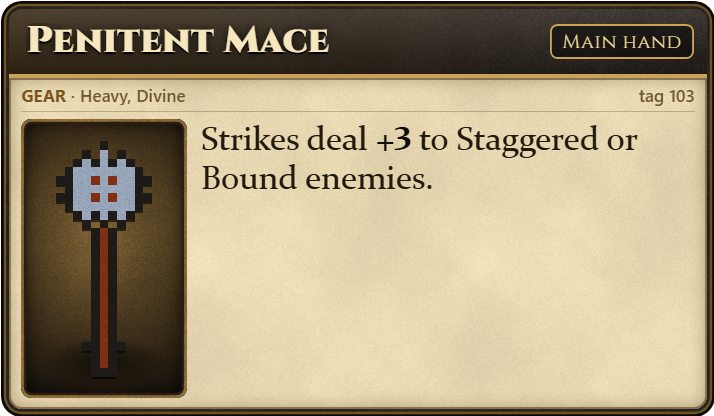 Penitent Mace
Main hand
GEAR · Heavy, Divine
tag 103
Strikes deal +3 to Staggered or
Bound enemies.